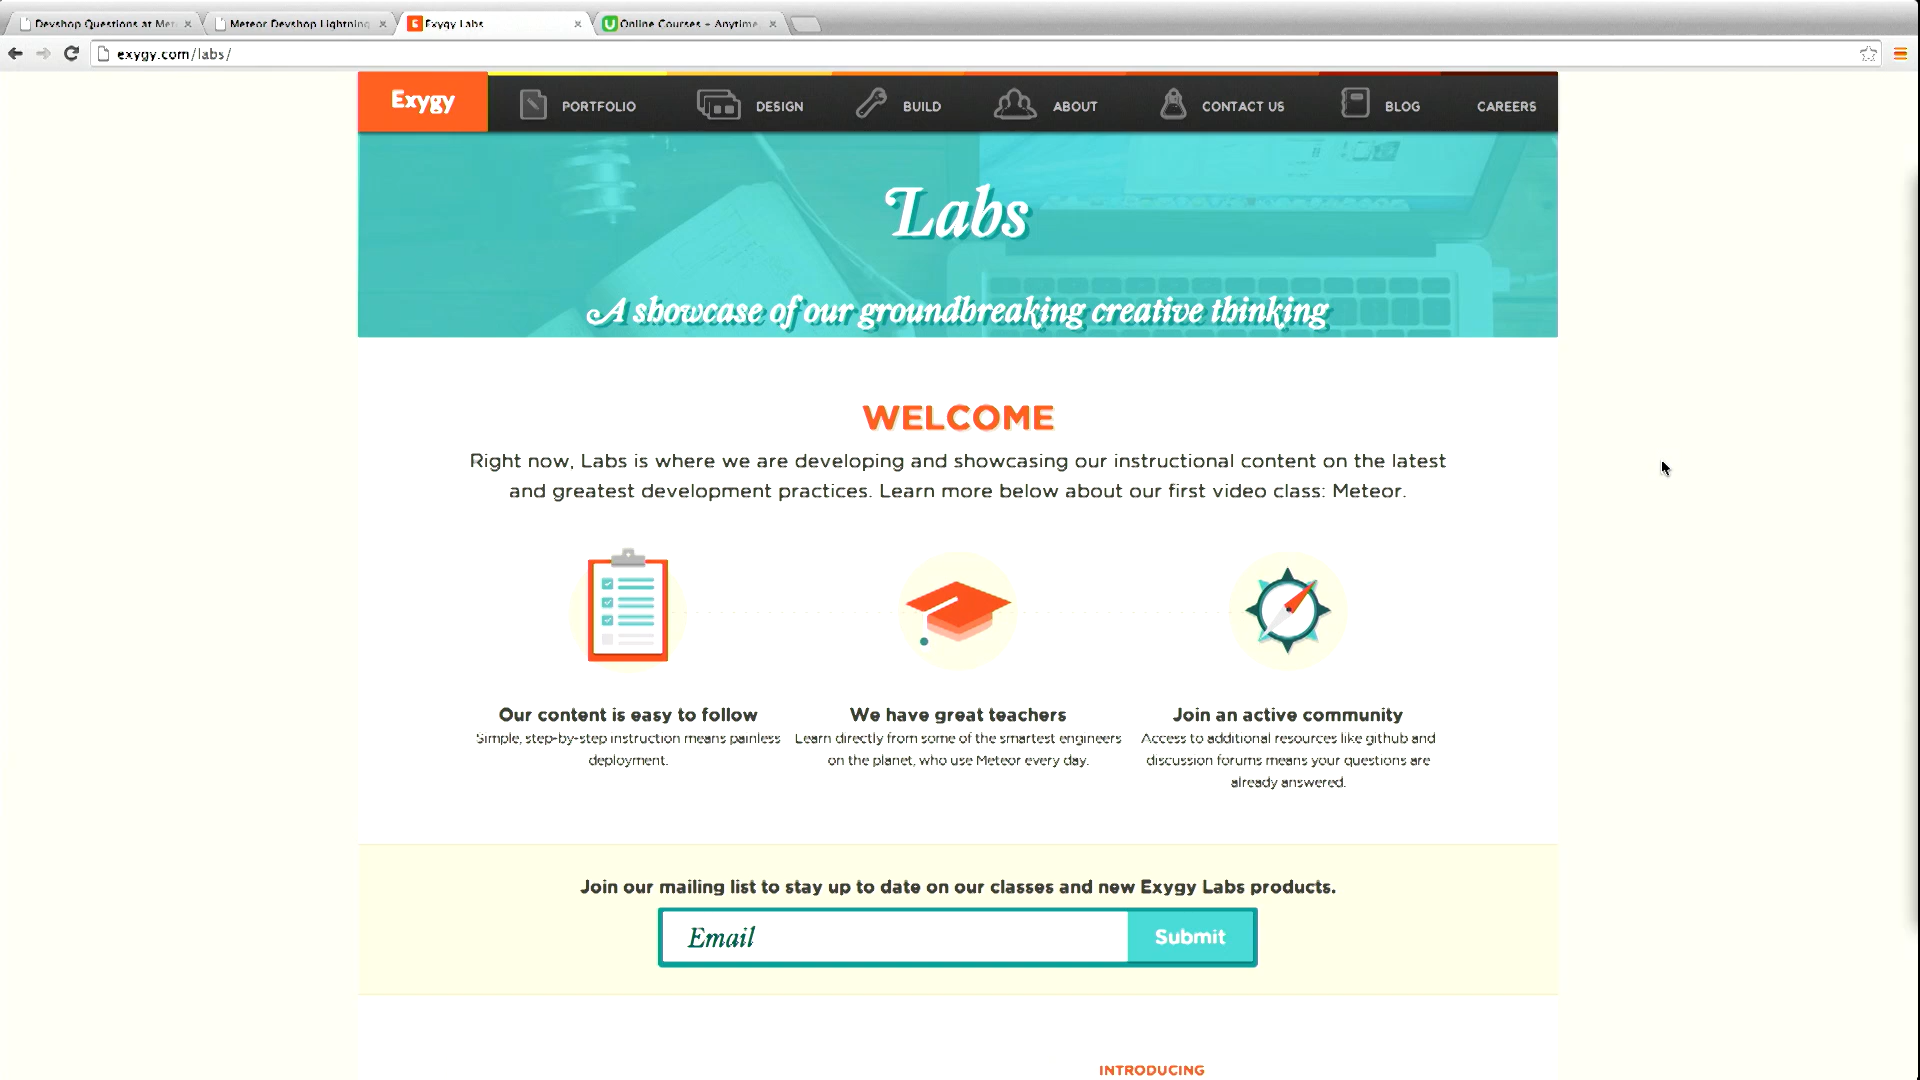 Devshop Questions at Met
Meteor Devshop Lightning
Exygy Labs
Online Courses - Anytime
exygy.com/labs/
Exygy
PORTFOLIO
DESIGN
BUILD
ABOUT
CONTACT US
BLOG
CAREERS
Labs
A showcase of our groundbreaking creative thinking
WELCOME
Right now, Labs is where we are developing and showcasing our instructional content on the latest
and greatest development practices. Learn more below about our first video class: Meteor.
Our content is easy to follow
Simple, step-by-step instruction means painless
deployment.
We have great teachers
Learn directly from some of the smartest engineers
on the planet, who use Meteor every day.
Join an active community
Access to additional resources like github and
discussion forums means your questions are
already answered.
Join our mailing list to stay up to date on our classes and new Exygy Labs products.
Email
Submit
INTRODUCING